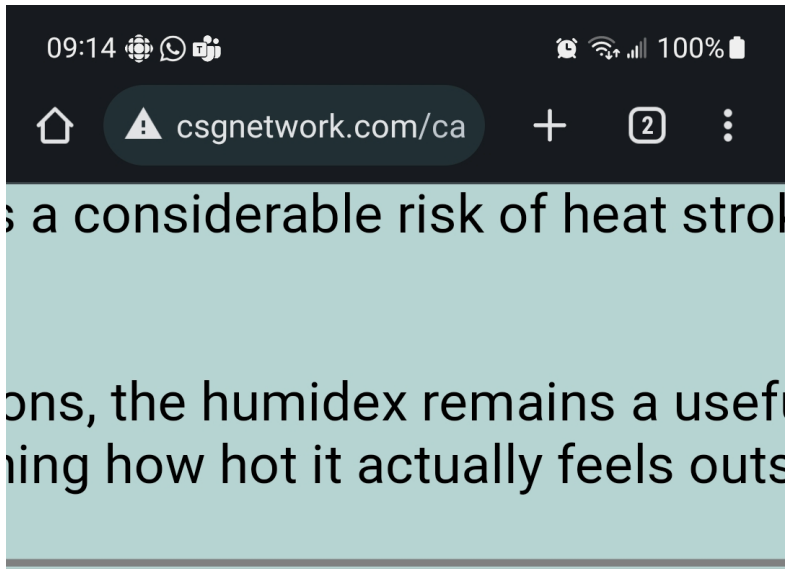 09:14 100%
csgnetwork.com/ca 2
s a considerable risk of heat strok
ons, the humidex remains a usefu
ning how hot it actually feels outs